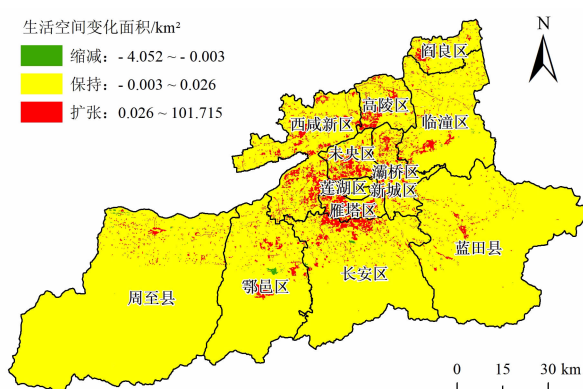 生活空间变化面积/km²
缩减：- 4.052 ~ - 0.003
保持：- 0.003 ~ 0.026
扩张：0.026 ~ 101.715
N
阎良区
高陵区
西咸新区
临潼区
未央区
灞桥区
莲湖区
新城区
雁塔区
蓝田县
长安区
鄠邑区
周至县
0 15 30 km